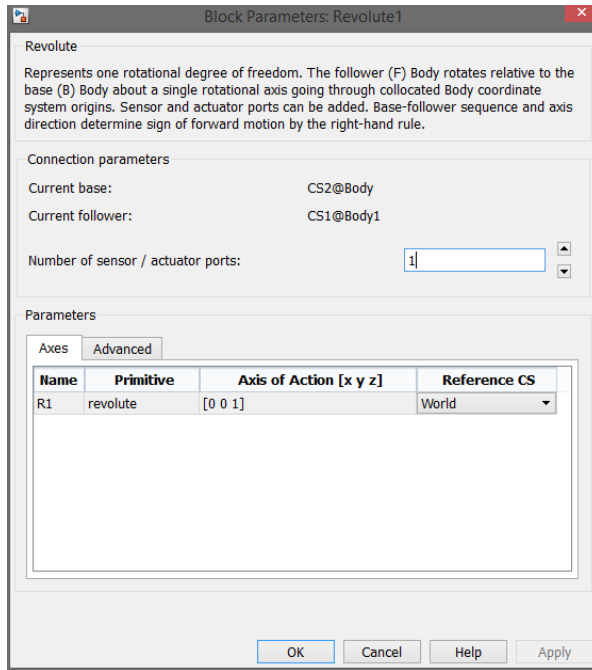 Block Parameters: Revolute1
Revolute
Represents one rotational degree of freedom. The follower (F) Body rotates relative to the
base (B) Body about a single rotational axis going through collocated Body coordinate
system origins. Sensor and actuator ports can be added. Base-follower sequence and axis
direction determine sign of forward motion by the right-hand rule.
Connection parameters
Current base: CS2@Body
Current follower: CS1@Body1
Number of sensor / actuator ports: 1
Parameters
Axes Advanced
Name Primitive Axis of Action [x y z] Reference CS
R1 revolute [0 0 1] World
OK Cancel Help Apply